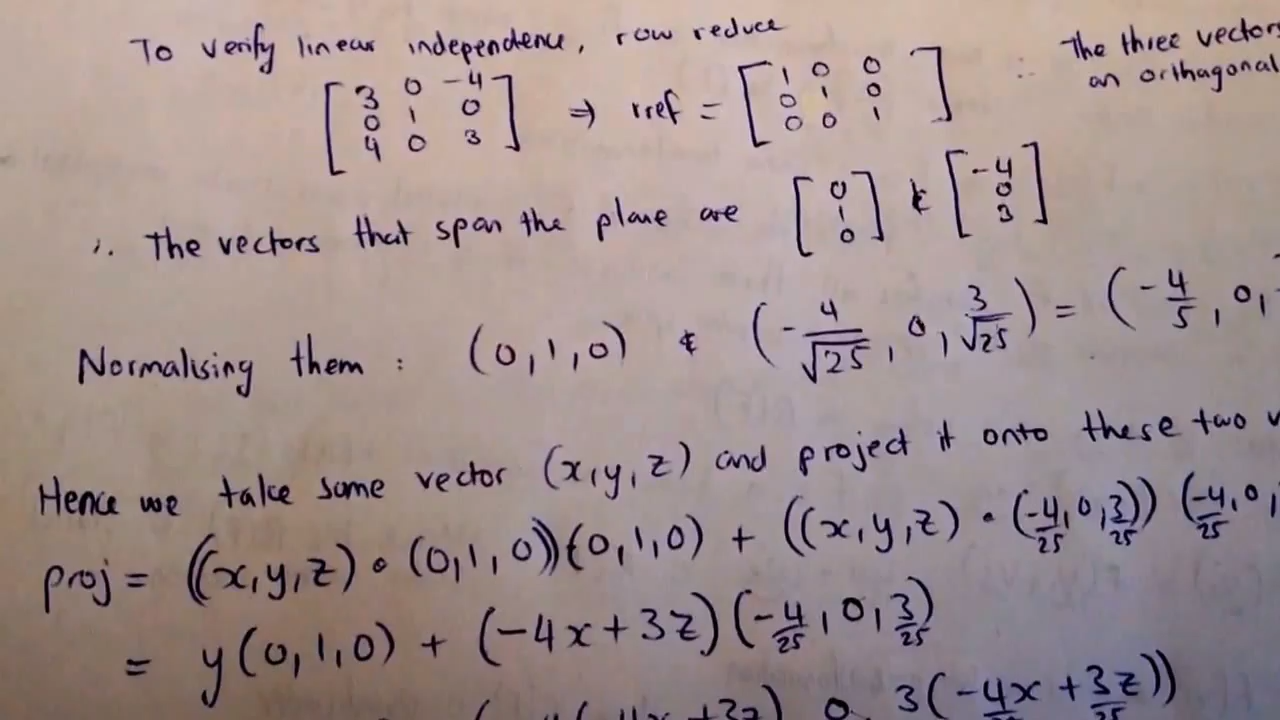 To verify linear independence, row reduce
[3 0 -4; 0 1 0; 4 0 3] ⇒ rref = [1 0 0; 0 1 0; 0 0 1] ∴ The three vectors
an orthagonal
∴ The vectors that span the plane are [0; 1; 0] & [-4; 0; 3]
Normalising them : (0,1,0) & (-4/√25, 0, 3/√25) = (-4/5, 0,
Hence we take some vector (x,y,z) and project it onto these two
proj = ((x,y,z) • (0,1,0))(0,1,0) + ((x,y,z) • (-4/25, 0, 3/25)) (-4/25, 0,
= y(0,1,0) + (-4x+3z)(-4/25, 0, 3/25)